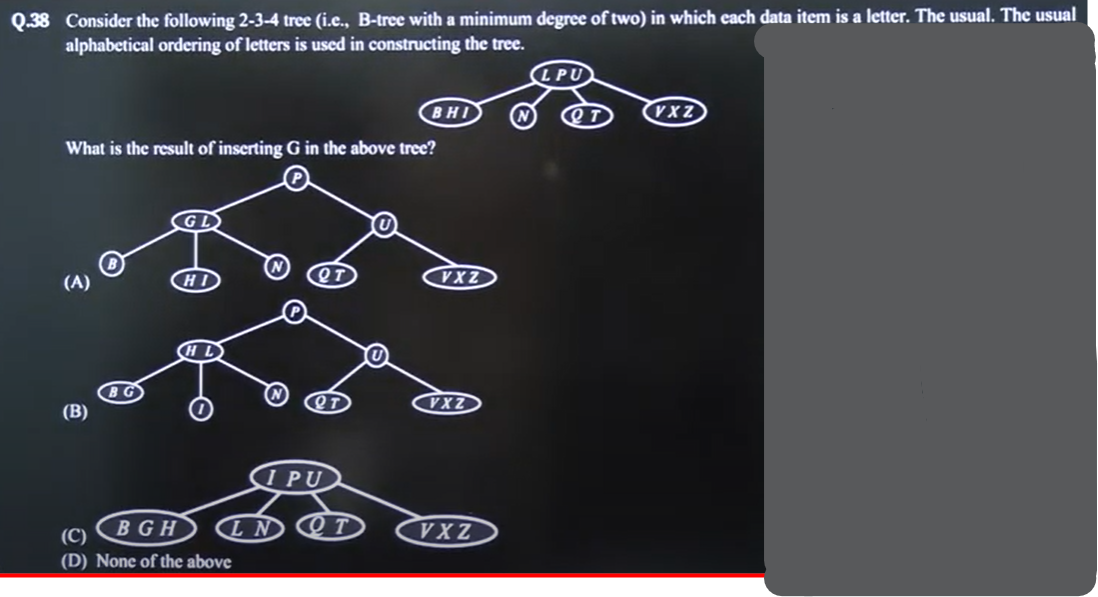 Q.38 Consider the following 2-3-4 tree (i.e., B-tree with a minimum degree of two) in which each data item is a letter. The usual. The usual
alphabetical ordering of letters is used in constructing the tree.
L P U
B H I N Q T V X Z
What is the result of inserting G in the above tree?
P
G L U
B H I N Q T V X Z
(A)
P
H L U
B G I N Q T V X Z
(B)
I P U
(C) B G H L N Q T V X Z
(D) None of the above